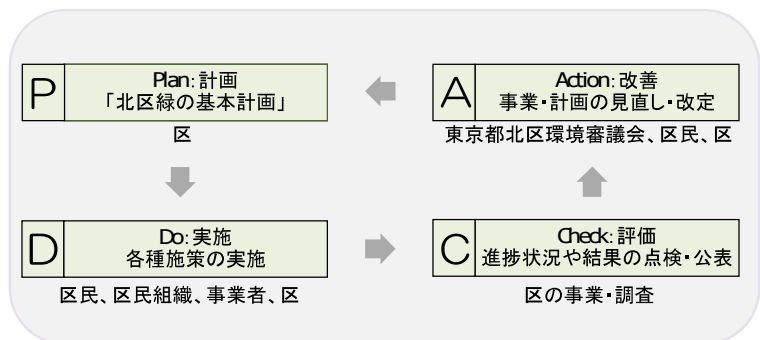 P
Plan:計画
「北区緑の基本計画」
区
A
Action:改善
事業・計画の見直し・改定
東京都北区環境審議会、区民、区
D
Do:実施
各種施策の実施
区民、区民組織、事業者、区
C
Check:評価
進捗状況や結果の点検・公表
区の事業・調査